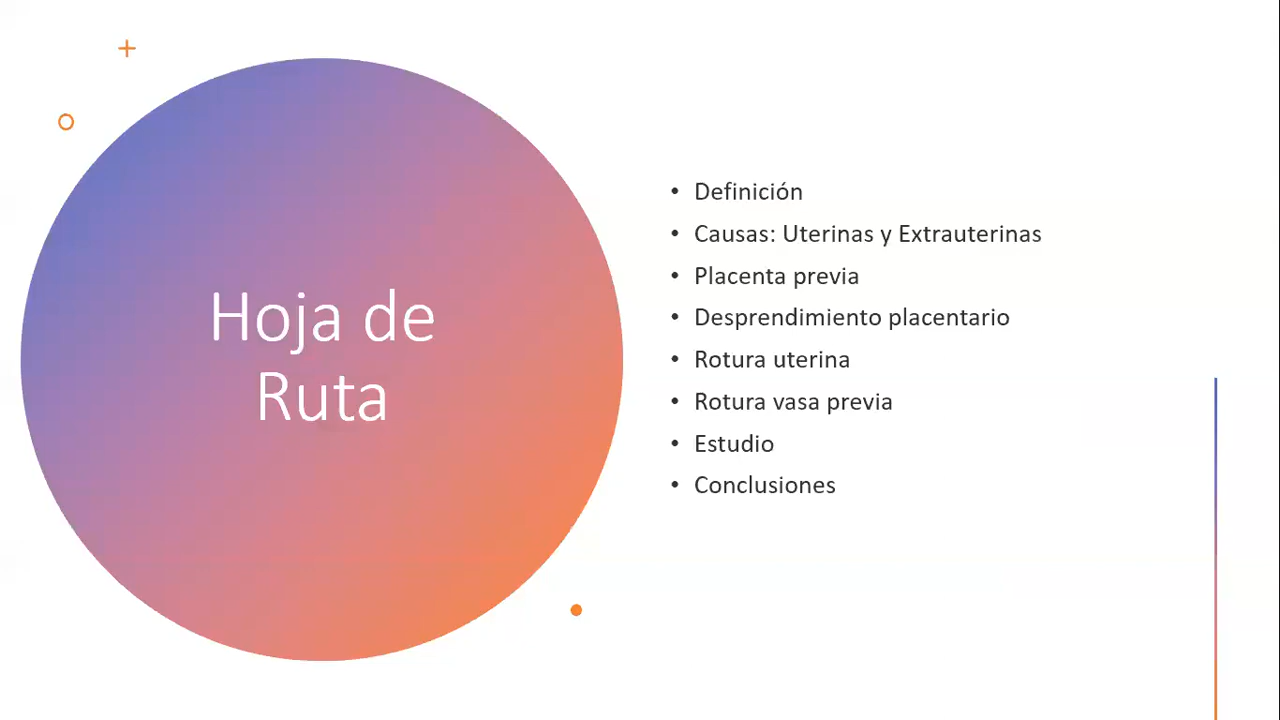 Hoja de
Ruta
• Definición
• Causas: Uterinas y Extrauterinas
• Placenta previa
• Desprendimiento placentario
• Rotura uterina
• Rotura vasa previa
• Estudio
• Conclusiones